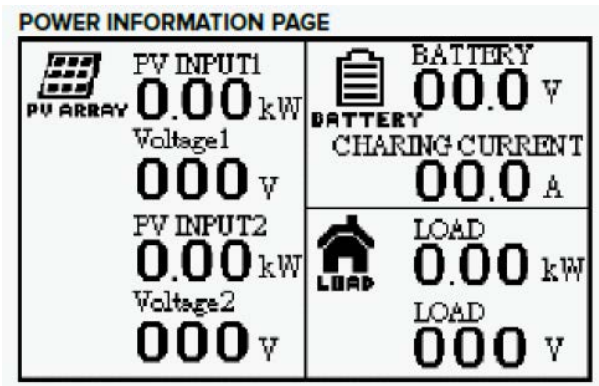 POWER INFORMATION PAGE
PV INPUT1
PV ARRAY
0.00 kW
Voltage1
000 V
PV INPUT2
0.00 kW
Voltage2
000 V
BATTERY
00.0 V
BATTERY
CHARING CURRENT
00.0 A
LOAD
0.00 kW
LOAD
LOAD
000 V